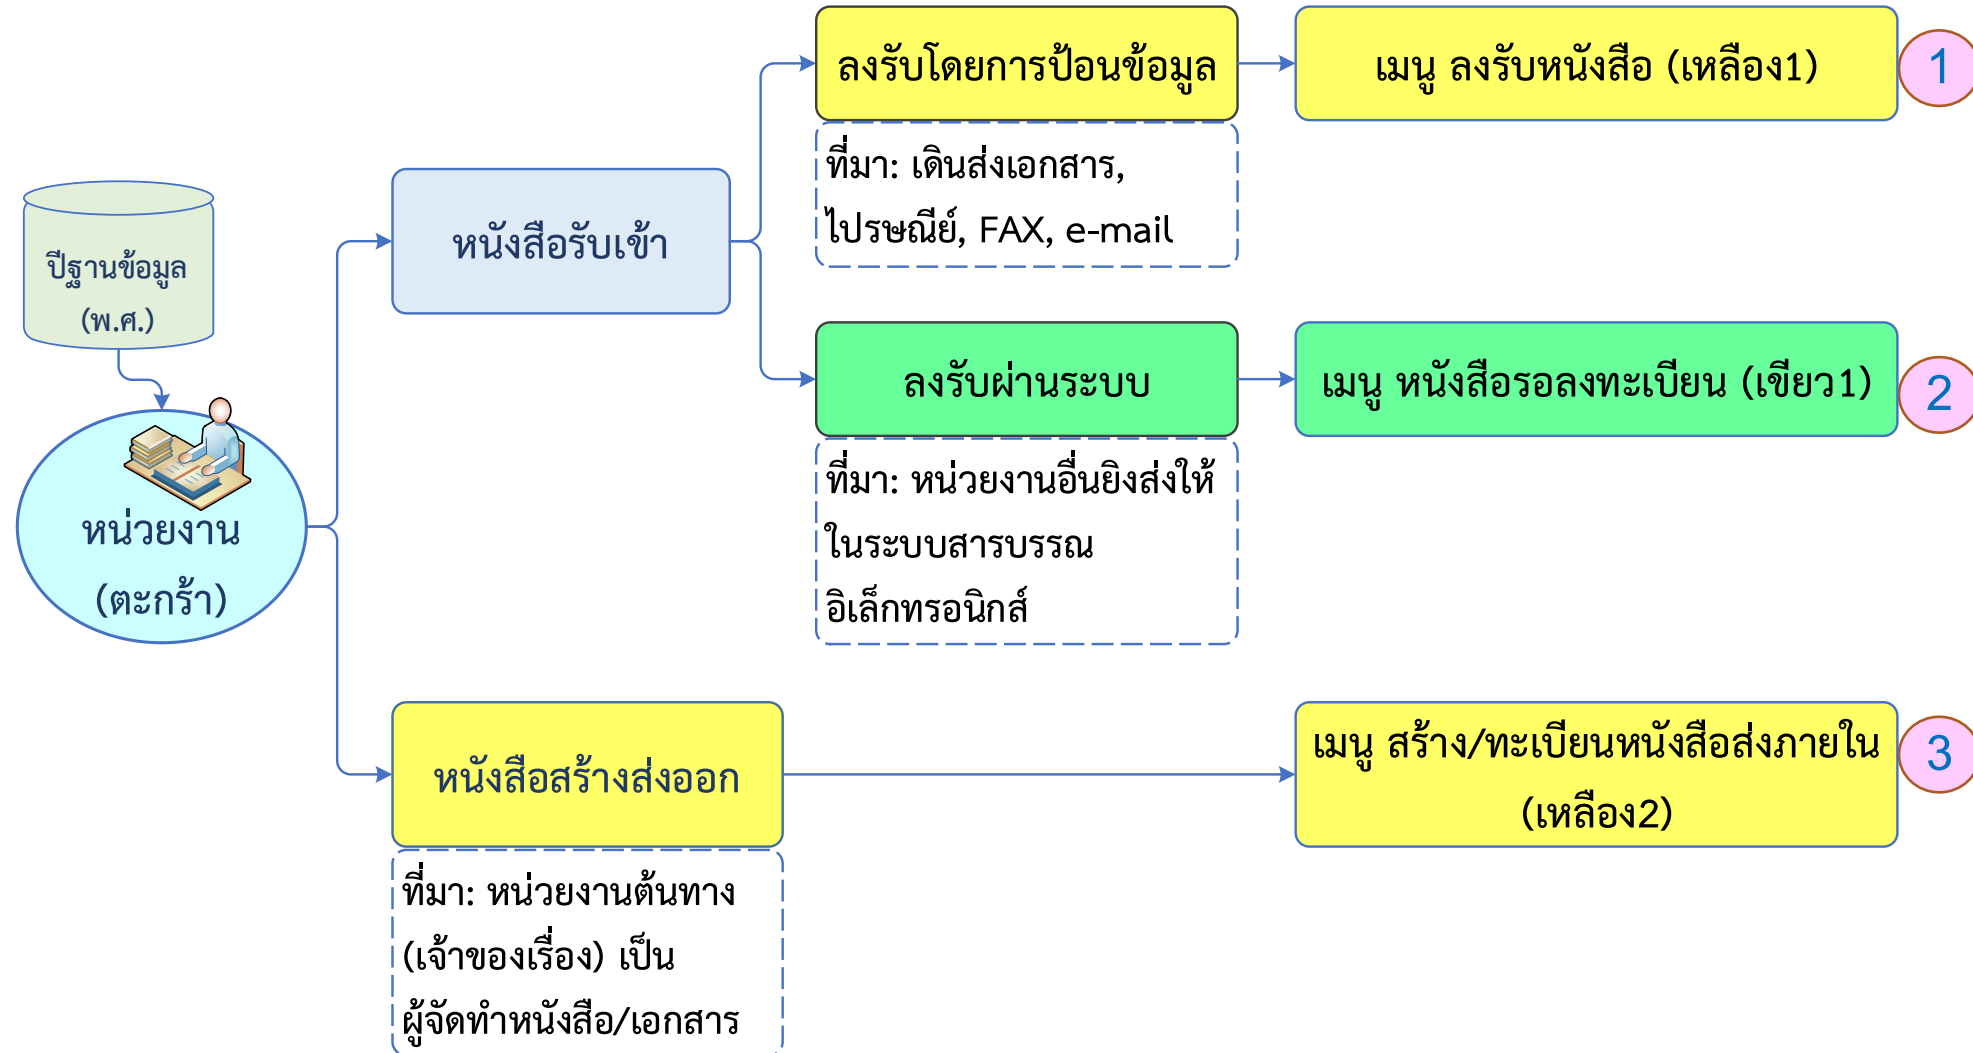 ลงรับโดยการป้อนข้อมูล
เมนู ลงรับหนังสือ (เหลือง1)
1
ที่มา: เดินส่งเอกสาร,
ไปรษณีย์, FAX, e-mail
ปีฐานข้อมูล
(พ.ศ.)
หนังสือรับเข้า
ลงรับผ่านระบบ
เมนู หนังสือรอลงทะเบียน (เขียว1)
2
ที่มา: หน่วยงานอื่นยิงส่งให้
ในระบบสารบรรณ
อิเล็กทรอนิกส์
หน่วยงาน
(ตะกร้า)
หนังสือสร้างส่งออก
เมนู สร้าง/ทะเบียนหนังสือส่งภายใน
(เหลือง2)
3
ที่มา: หน่วยงานต้นทาง
(เจ้าของเรื่อง) เป็น
ผู้จัดทำหนังสือ/เอกสาร